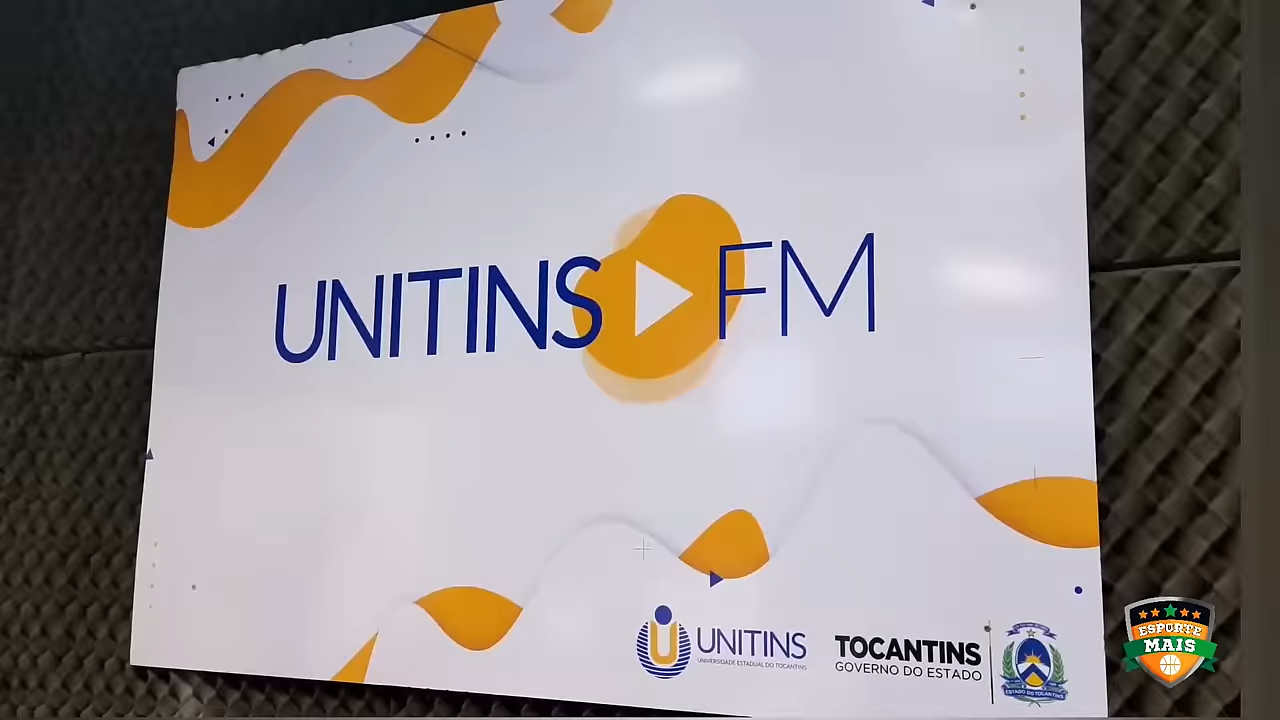 UNITINS FM
UNITINS
UNIVERSIDADE ESTADUAL DO TOCANTINS
TOCANTINS
GOVERNO DO ESTADO
ESTADO DO TOCANTINS
ESPORTE
MAIS